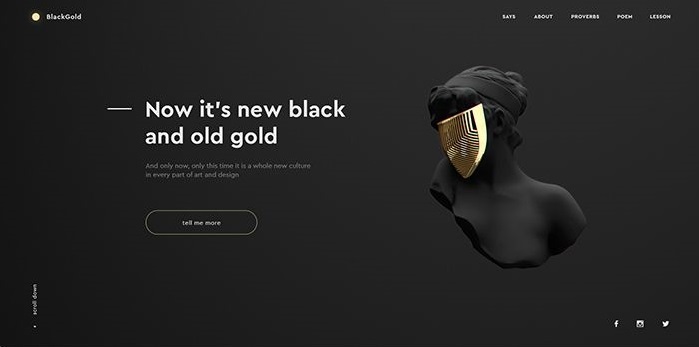 BlackGold
SAYS ABOUT PROVERBS POEM LESSON
Now it's new black
and old gold
And only now, only this time it is a whole new culture
in every part of art and design
tell me more
scroll down